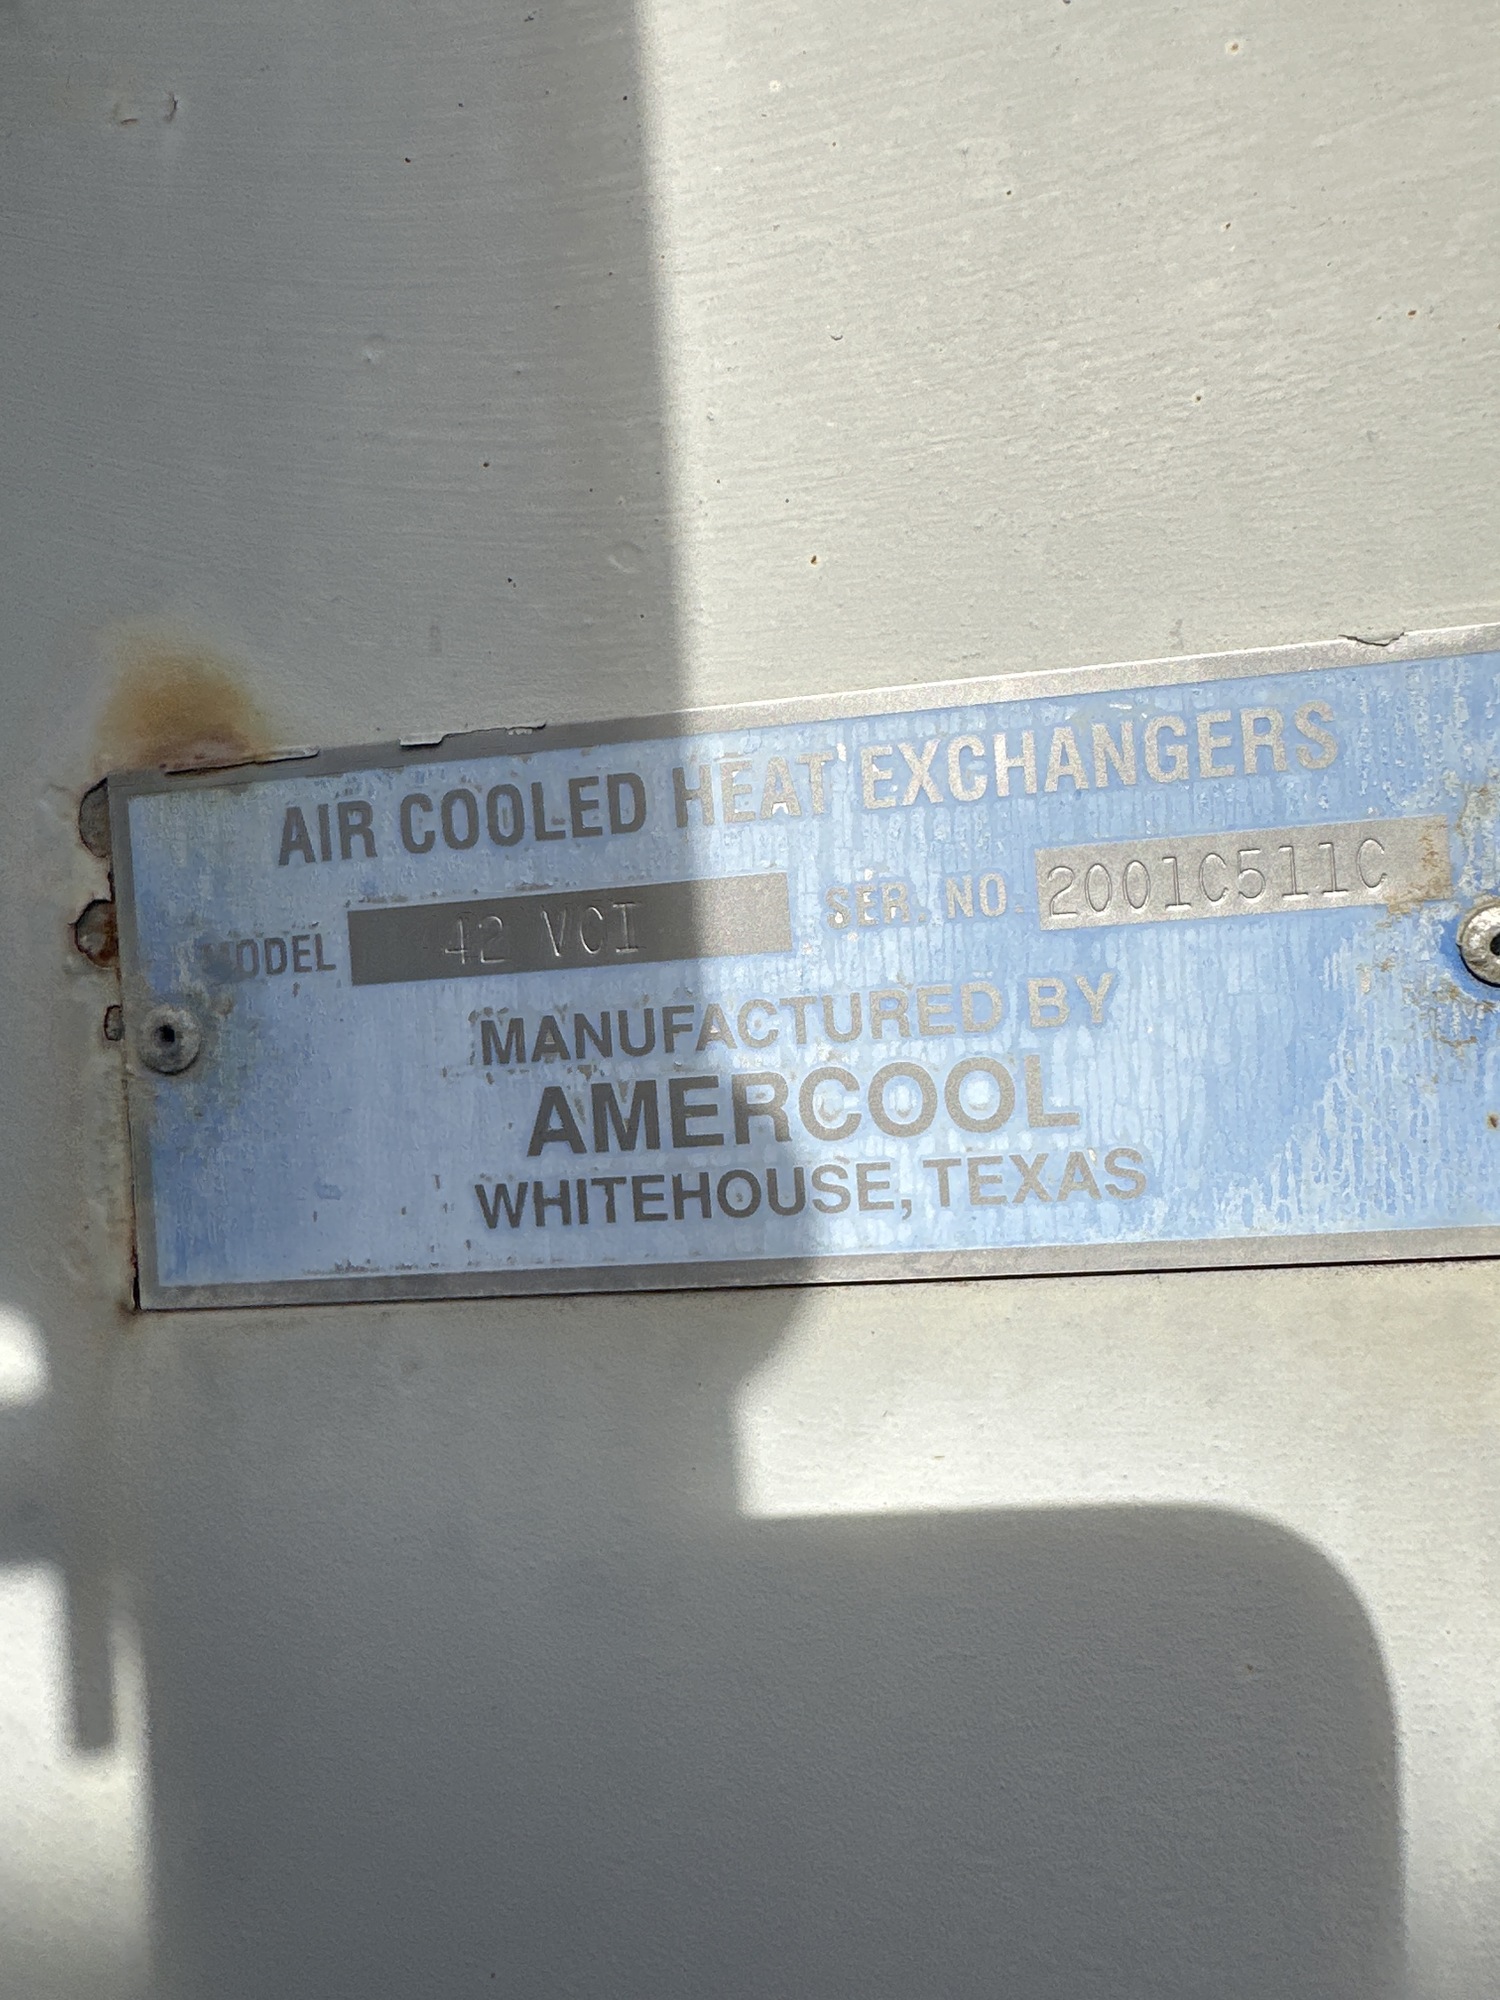 AIR COOLED HEAT EXCHANGERS
MODEL 42 VCI SER. NO. 2001C511C
MANUFACTURED BY
AMERCOOL
WHITEHOUSE, TEXAS